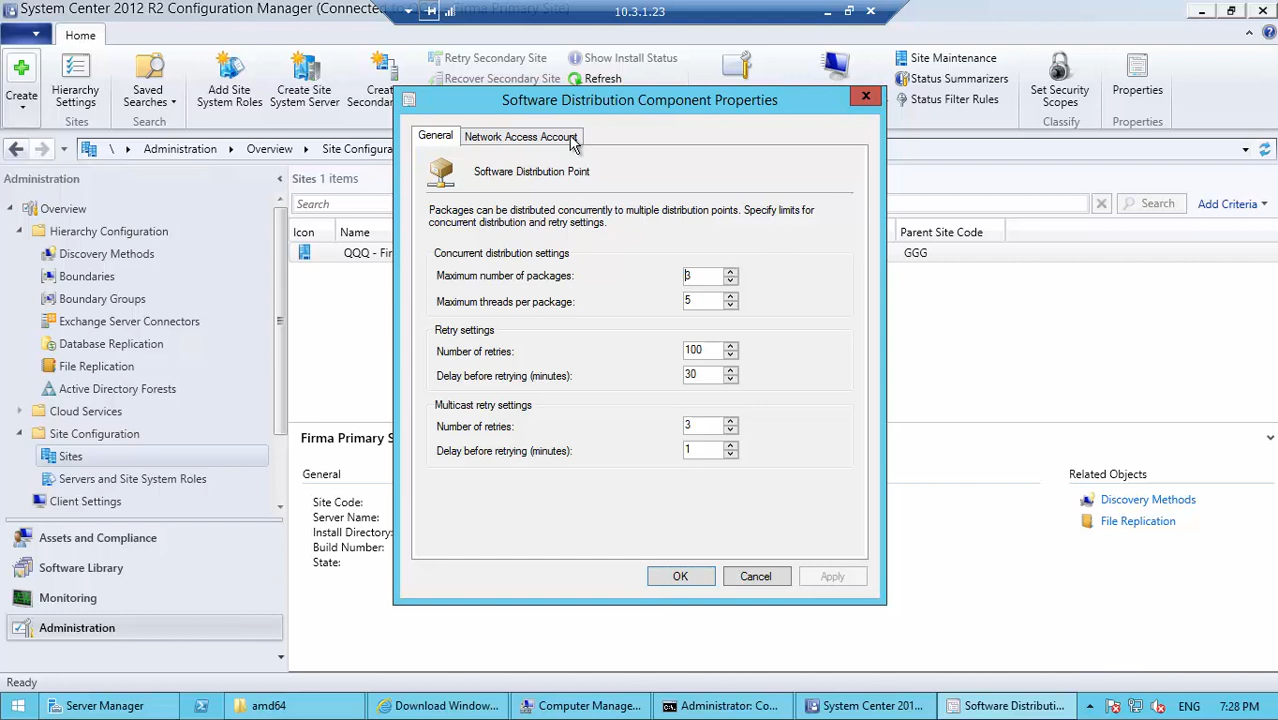 System Center 2012 R2 Configuration Manager (Connected to
Firma Primary Site)
10.3.1.23
Home
Create
Hierarchy
Settings
Saved
Searches
Add Site
System Roles
Create Site
System Server
Retry Secondary Site
Recover Secondary Site
Show Install Status
Refresh
Site Maintenance
Status Summarizers
Status Filter Rules
Set Security
Scopes
Properties
Sites
Search
Classify
Properties
Administration
Overview
Administration
Overview
Hierarchy Configuration
Discovery Methods
Boundaries
Boundary Groups
Exchange Server Connectors
Database Replication
File Replication
Active Directory Forests
Cloud Services
Site Configuration
Sites
Servers and Site System Roles
Client Settings
Assets and Compliance
Software Library
Monitoring
Administration
Sites 1 items
Search
Search
Add Criteria
Icon
Name
Parent Site Code
GGG
General
Site Code:
Server Name:
Install Directory:
Build Number:
State:
Related Objects
Discovery Methods
File Replication
Software Distribution Component Properties
General
Network Access Account
Software Distribution Point
Packages can be distributed concurrently to multiple distribution points. Specify limits for
concurrent distribution and retry settings.
Concurrent distribution settings
Maximum number of packages: 3
Maximum threads per package: 5
Retry settings
Number of retries: 100
Delay before retrying (minutes): 30
Multicast retry settings
Number of retries: 3
Delay before retrying (minutes): 1
OK
Cancel
Apply
Ready
Server Manager
amd64
Download Window...
Computer Manage...
Administrator: Co...
System Center 201...
Software Distributi...
ENG
7:28 PM